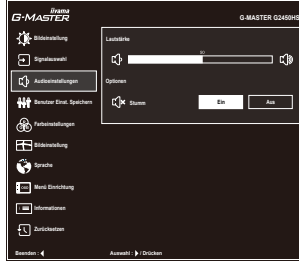 iiyama
G-MASTER
G-MASTER G2450HS
Bildeinstellung
Signalauswahl
Audioeinstellungen
Benutzer Einst. Speichern
Farbeinstellungen
Bildeinstellung
Sprache
Menü Einrichtung
Informationen
Zurücksetzen
Lautstärke
50
Optionen
Stumm
Ein
Aus
Beenden :
Auswahl : / Drücken